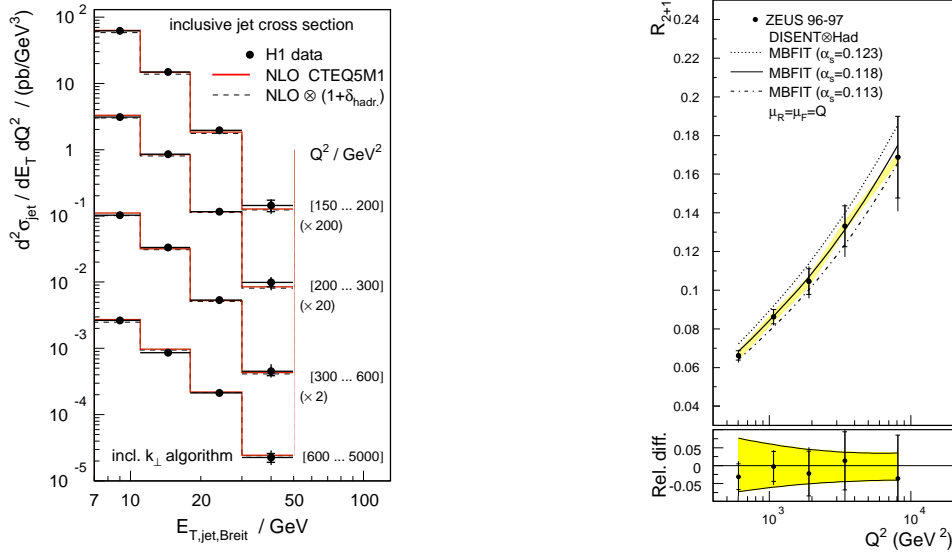 inclusive jet cross section
H1 data
NLO CTEQ5M1
NLO ⊗ (1+δhadr.)
Q² / GeV²
[150 ... 200]
(× 200)
[200 ... 300]
(× 20)
[300 ... 600]
(× 2)
[600 ... 5000]
incl. k⊥ algorithm
d²σjet / dET dQ² / (pb/GeV³)
10²
10
1
10⁻¹
10⁻²
10⁻³
10⁻⁴
10⁻⁵
7 10 20 30 50 100
ET,jet,Breit / GeV
R2+1
ZEUS 96-97
DISENT⊗Had
MBFIT (αs=0.123)
MBFIT (αs=0.118)
MBFIT (αs=0.113)
μR=μF=Q
0.24
0.22
0.2
0.18
0.16
0.14
0.12
0.1
0.08
0.06
0.04
Rel. diff.
0.05
0
-0.05
10³ 10⁴
Q² (GeV²)